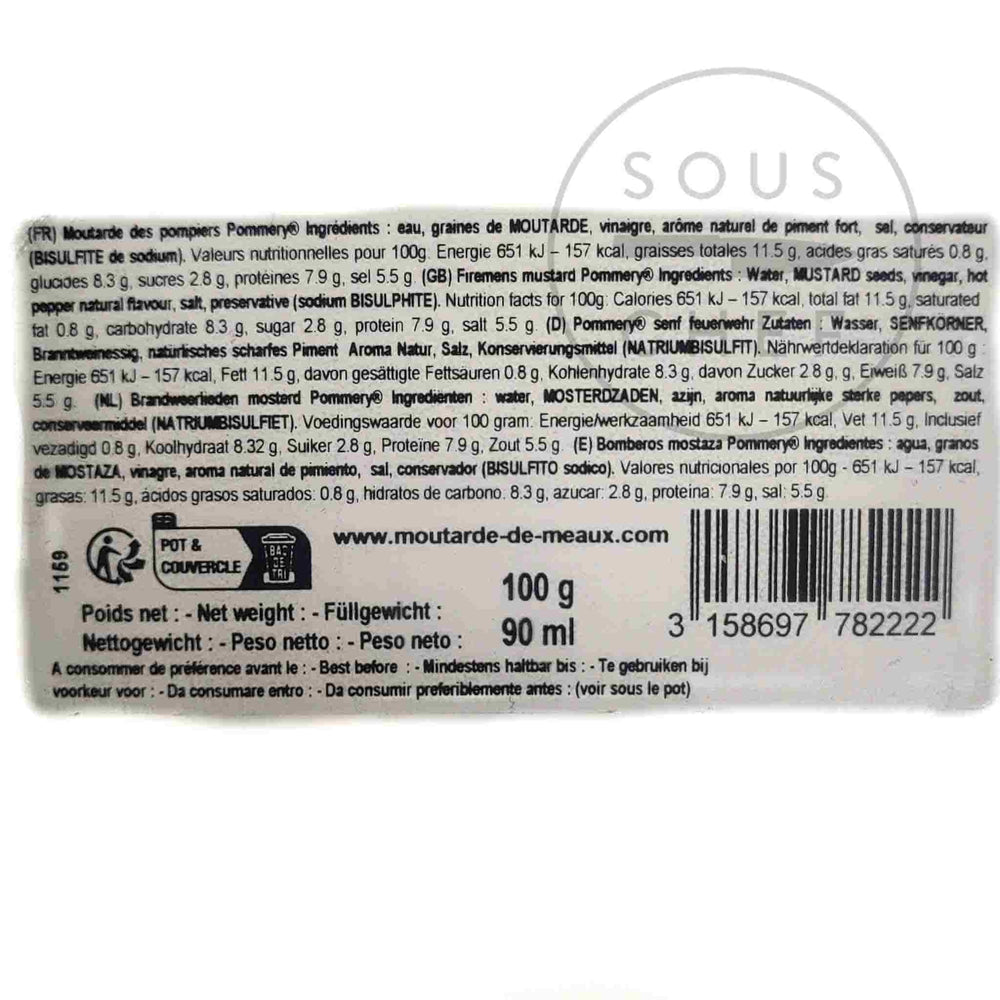 SOUS
(FR) Moutarde des pompiers Pommery® Ingrédients : eau, graines de MOUTARDE, vinaigre, arôme naturel de piment fort, sel, conservateur
(BISULFITE de sodium). Valeurs nutritionnelles pour 100g: Energie 651 kJ – 157 kcal, graisses totales 11.5 g, acides gras saturés 0.8 g,
glucides 8.3 g, sucres 2.8 g, protéines 7.9 g, sel 5.5 g. (GB) Firemens mustard Pommery® Ingredients : Water, MUSTARD seeds, vinegar, hot
pepper natural flavour, salt, preservative (sodium BISULPHITE). Nutrition facts for 100g: Calories 651 kJ – 157 kcal, total fat 11.5 g, saturated
fat 0.8 g, carbohydrate 8.3 g, sugar 2.8 g, protein 7.9 g, salt 5.5 g. (D) Pommery® senf feuerwehr Zutaten : Wasser, SENFKÖRNER,
Branntweinessig, natürlisches scharfes Piment Aroma Natur, Salz, Konservierungsmittel (NATRIUMBISULFIT). Nährwertdeklaration für 100 g :
Energie 651 kJ – 157 kcal, Fett 11.5 g, davon gesättigte Fettsäuren 0.8 g, Kohlenhydrate 8.3 g, davon Zucker 2.8 g, g, Eiweiß 7.9 g, Salz
5.5 g. (NL) Brandweerlieden mosterd Pommery® Ingrediënten : water, MOSTERDZADEN, azijn, aroma natuurlijke sterke pepers, zout,
conserveermiddel (NATRIUMBISULFIET). Voedingswaarde voor 100 gram: Energie/werkzaamheid 651 kJ – 157 kcal, Vet 11.5 g, Inclusief
vezadigd 0.8 g, Koolhydraat 8.32 g, Suiker 2.8 g, Proteïne 7.9 g, Zout 5.5 g. (E) Bomberos mostaza Pommery® Ingredientes : agua, granos
de MOSTAZA, vinagre, aroma natural de pimiento, sal, conservador (BISULFITO sodico). Valores nutricionales por 100g - 651 kJ – 157 kcal,
grasas: 11.5 g, ácidos grasos saturados: 0.8 g, hidratos de carbono: 8.3 g, azucar: 2.8 g, proteina: 7.9 g, sal: 5.5 g.
1159
FR
POT &
COUVERCLE
BAC
DE
TRI
www.moutarde-de-meaux.com
Poids net : - Net weight : - Füllgewicht :
Nettogewicht : - Peso netto : - Peso neto :
100 g
90 ml
3 158697 782222
A consommer de préférence avant le : - Best before : - Mindestens haltbar bis : - Te gebruiken bij
voorkeur voor : - Da consumare entro : - Da consumir preferiblemente antes : (voir sous le pot)